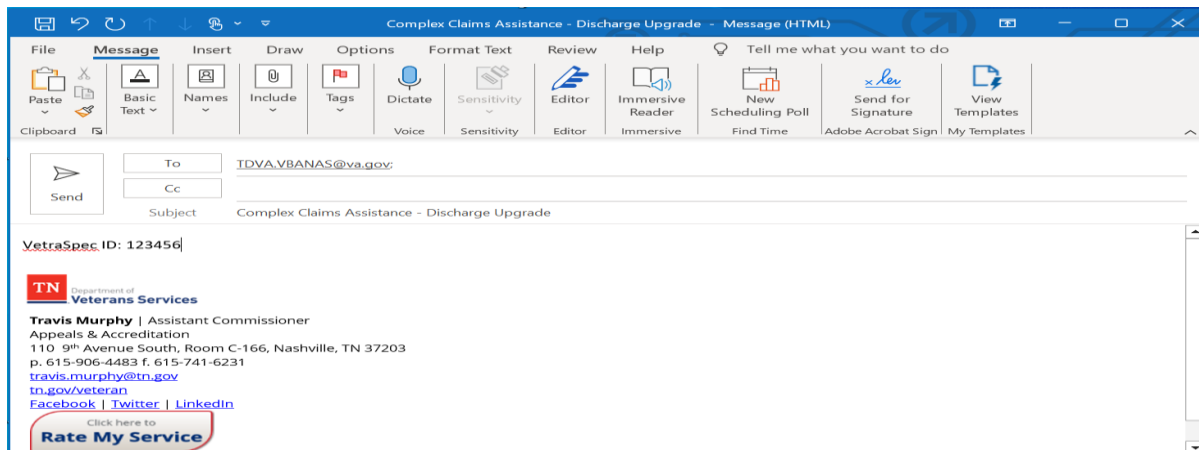 Complex Claims Assistance - Discharge Upgrade - Message (HTML)
File Message Insert Draw Options Format Text Review Help Tell me what you want to do
Paste Basic Text Names Include Tags Dictate Sensitivity Editor Immersive Reader New Scheduling Poll Send for Signature View Templates
Clipboard Voice Sensitivity Editor Immersive Find Time Adobe Acrobat Sign My Templates
Send
To TDVA.VBANAS@va.gov;
Cc
Subject Complex Claims Assistance - Discharge Upgrade
VetraSpec ID: 123456
TN Department of
Veterans Services
Travis Murphy | Assistant Commissioner
Appeals & Accreditation
110 9th Avenue South, Room C-166, Nashville, TN 37203
p. 615-906-4483 f. 615-741-6231
travis.murphy@tn.gov
tn.gov/veteran
Facebook | Twitter | LinkedIn
Click here to
Rate My Service